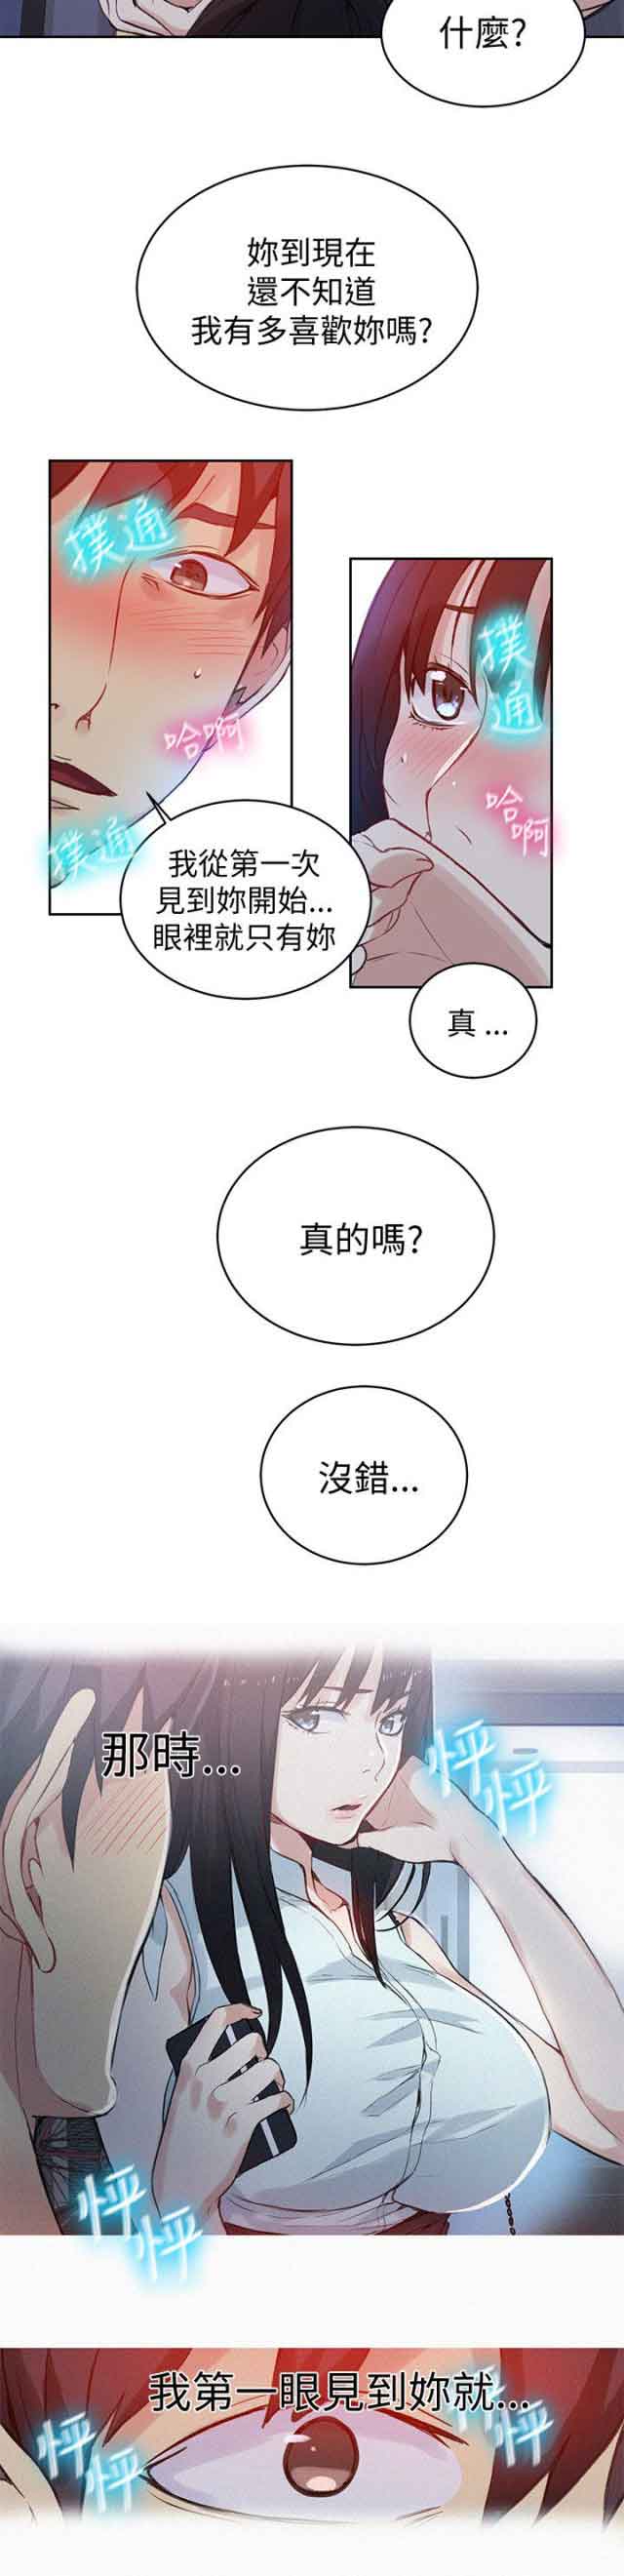 什麼?
妳到現在
還不知道
我有多喜歡妳嗎?
撲通
哈啊
撲通
我從第一次
見到妳開始...
眼裡就只有妳
撲
通
哈
啊
真 ...
真的嗎?
沒錯...
那時...
怦
怦
怦
怦
我第一眼見到妳就...
怦
怦
怦
怦